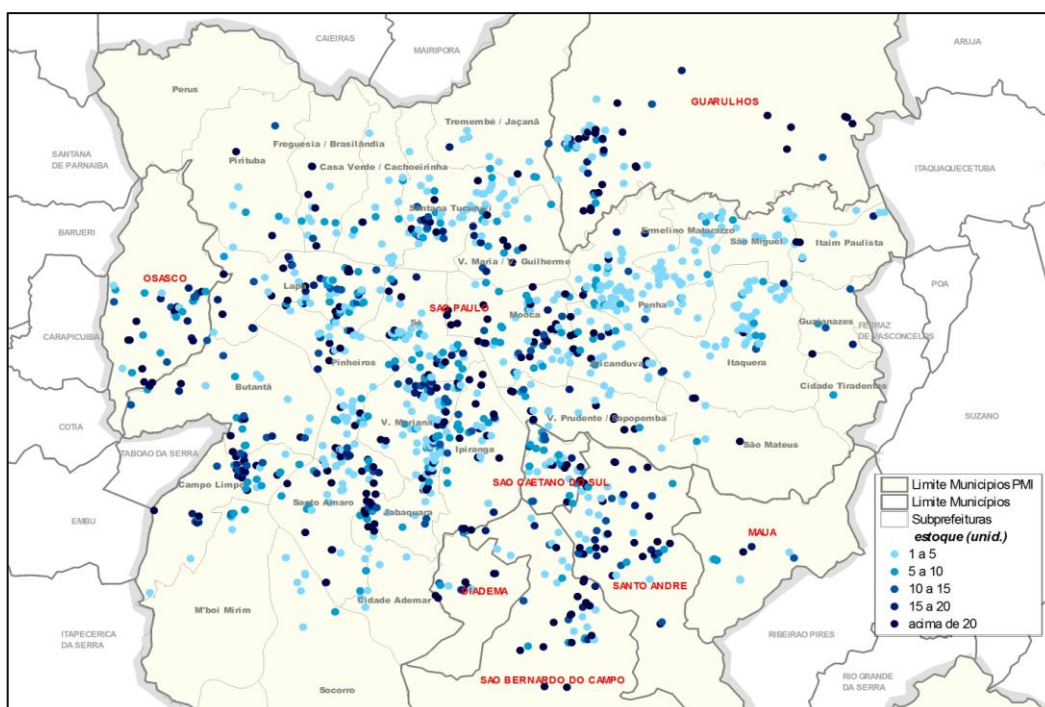 CAIEIRAS
MAIRIPORA
ARUJA
Perus
GUARULHOS
Tremembé / Jaçanã
Freguesia / Brasilândia
SANTANA
DE PARNAIBA
Pirituba
Casa Verde / Cachoeirinha
ITAQUAQUECETUBA
Santana Tucuruvi
Ermelino Matarazzo
BARUERI
São Miguel
Itaim Paulista
V. Maria / V. Guilherme
OSASCO
Lapa
POA
SAO PAULO
Penha
Mooca
Sé
Guaianazes
FERRAZ
DE VASCONCELOS
CARAPICUIBA
Pinheiros
Aricanduva
Itaquera
Butantã
Cidade Tiradentes
SUZANO
COTIA
V. Mariana
V. Prudente / Sapopemba
Ipiranga
São Mateus
TABOAO DA SERRA
Campo Limpo
SAO CAETANO DO SUL
Santo Amaro
Jabaquara
EMBU
MAUA
DIADEMA
SANTO ANDRE
Cidade Ademar
M'boi Mirim
ITAPECERICA
DA SERRA
RIBEIRAO PIRES
SAO BERNARDO DO CAMPO
RIO GRANDE
DA SERRA
Socorro
Limite Municipios PMI
Limite Municípios
Subprefeituras
estoque (unid.)
1 a 5
5 a 10
10 a 15
15 a 20
acima de 20